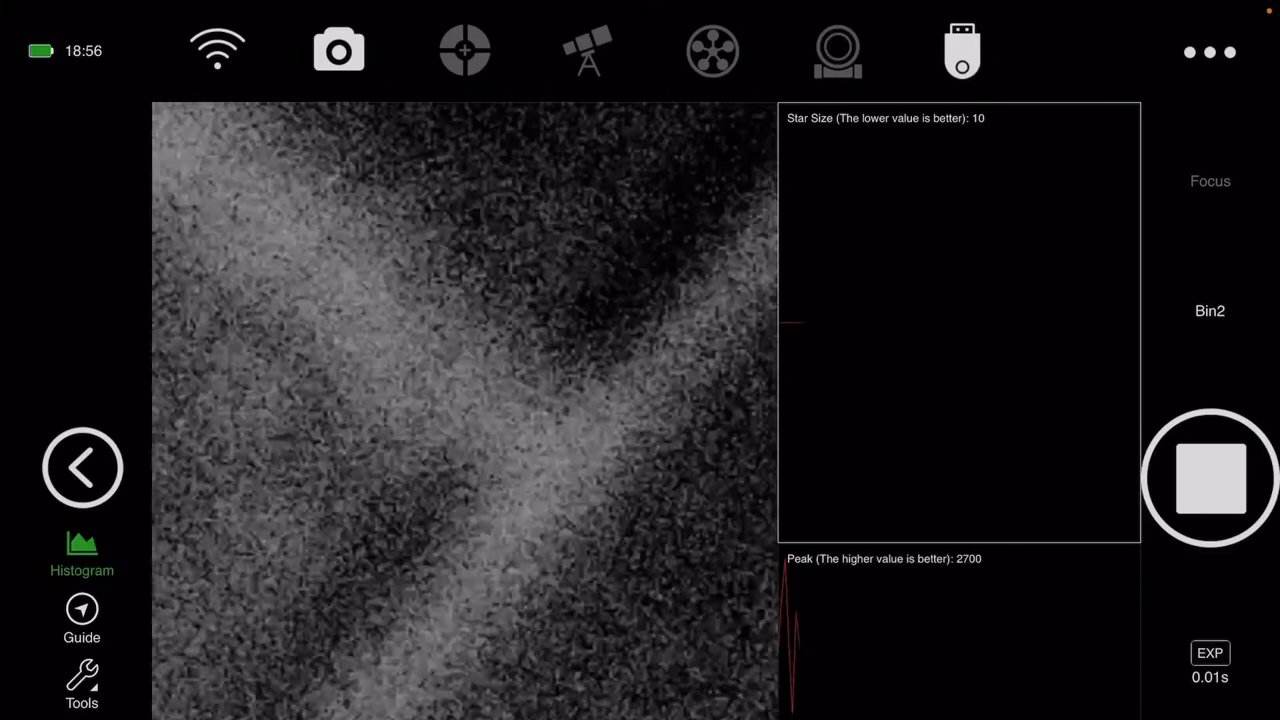 18:56
Star Size (The lower value is better): 10
Focus
Bin2
Histogram
Peak (The higher value is better): 2700
Guide
EXP
0.01s
Tools